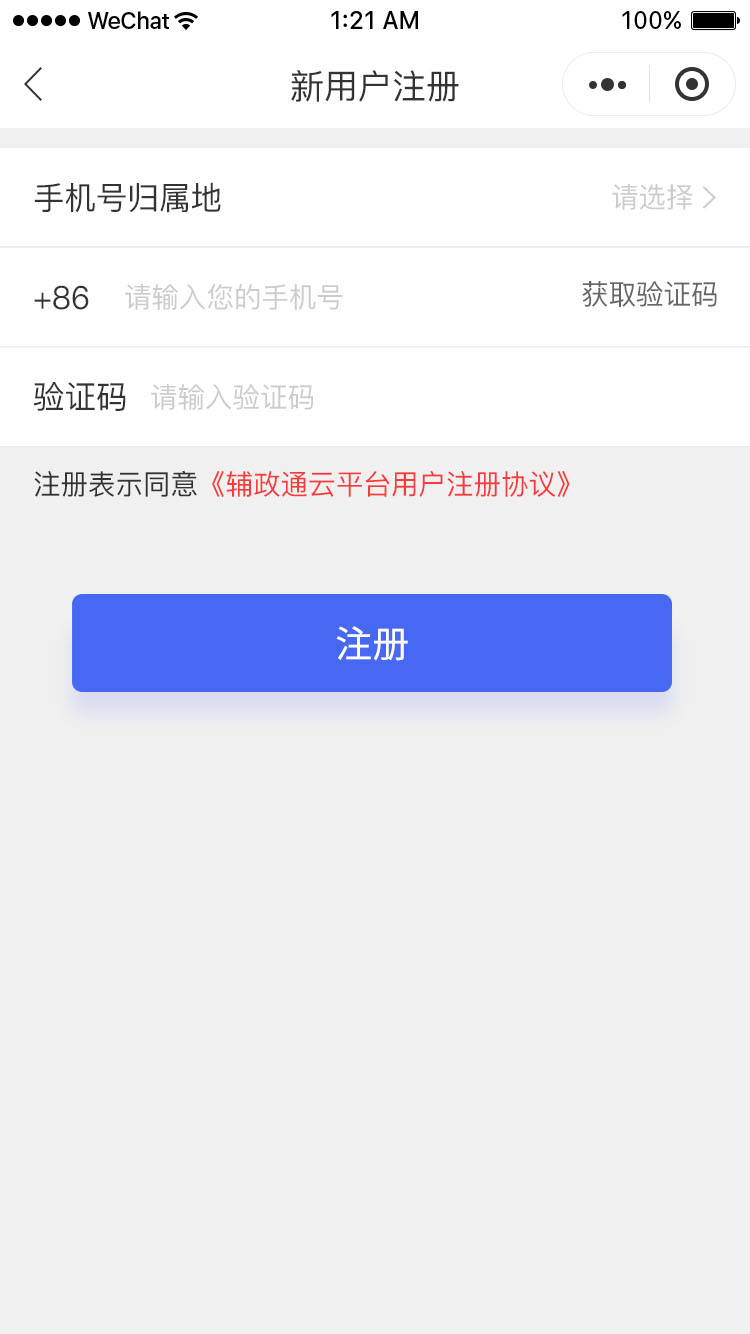 WeChat 1:21 AM 100%
新用户注册
手机号归属地 请选择
+86 请输入您的手机号 获取验证码
验证码 请输入验证码
注册表示同意《辅政通云平台用户注册协议》
注册